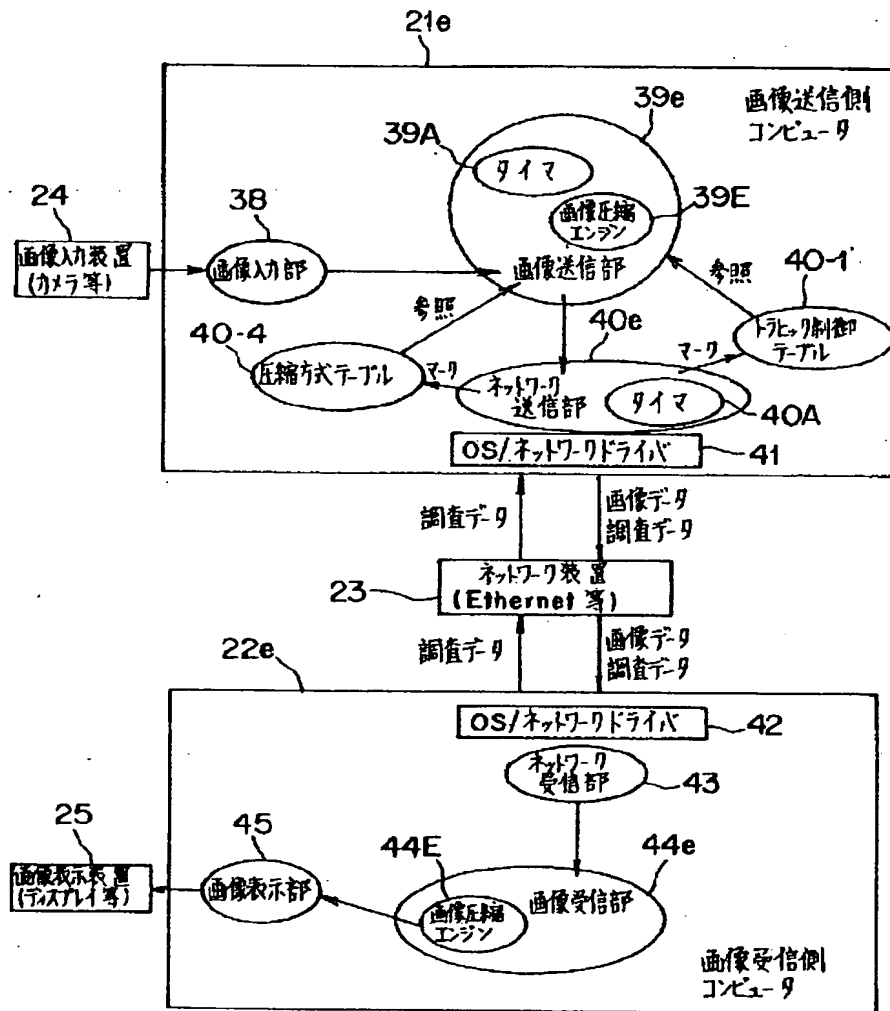 21e
画像送信側
コンピュータ
39e
39A
タイマ
39E
画像圧縮
エンジン
24
38
画像入力装置
(カメラ等)
画像入力部
画像送信部
参照
40-1
参照
40-4
40e
トラヒック制御
テーブル
圧縮方式テーブル
マーク
マーク
ネットワーク
送信部
タイマ
40A
OS/ネットワークドライバ
41
調査データ
画像データ
調査データ
23
ネットワーク装置
(Ethernet等)
調査データ
画像データ
調査データ
22e
OS/ネットワークドライバ
42
ネットワーク
受信部
43
25
45
44E
44e
画像表示装置
(ディスプレイ等)
画像表示部
画像圧縮
エンジン
画像受信部
画像受信側
コンピュータ